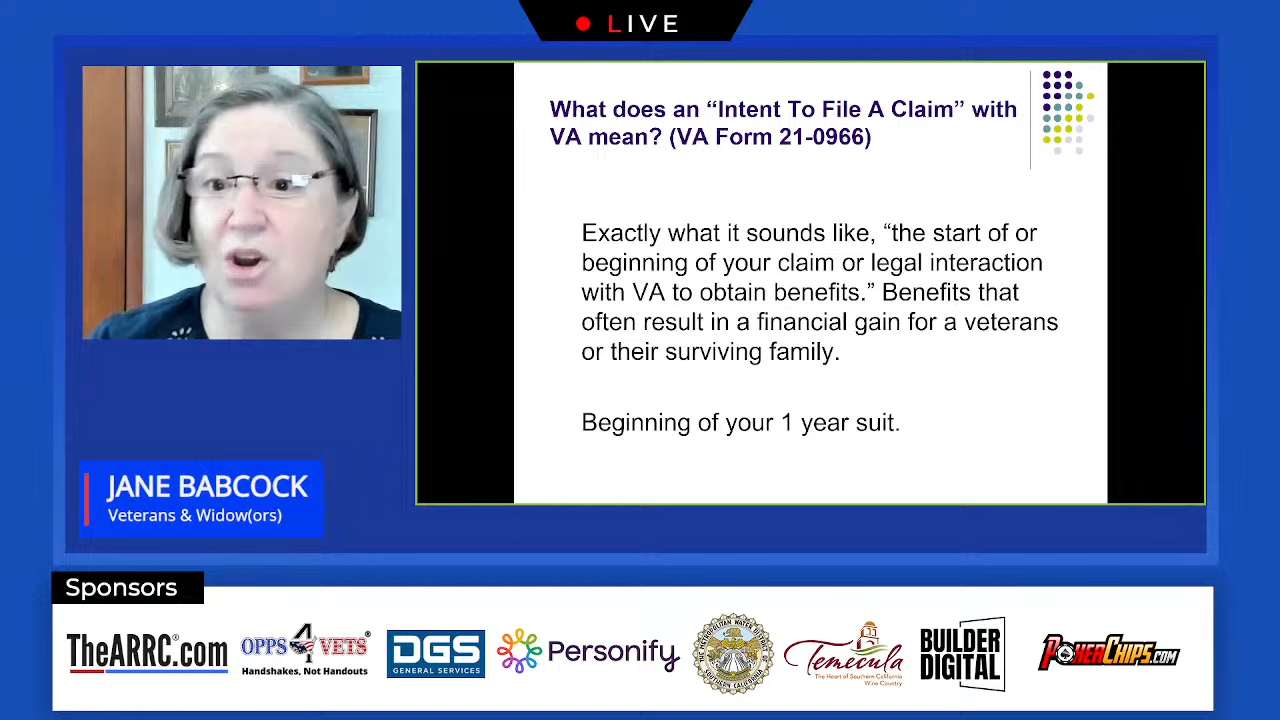 LIVE
What does an “Intent To File A Claim” with
VA mean? (VA Form 21-0966)
Exactly what it sounds like, “the start of or
beginning of your claim or legal interaction
with VA to obtain benefits.” Benefits that
often result in a financial gain for a veterans
or their surviving family.
Beginning of your 1 year suit.
JANE BABCOCK
Veterans & Widow(ors)
Sponsors
TheARRC®.com
OPPS4VETS®
Handshakes, Not Handouts
DGS
GENERAL SERVICES
Personify
Temecula
The Heart of Southern California
Wine Country
BUILDER
DIGITAL
POKERCHIPS.COM